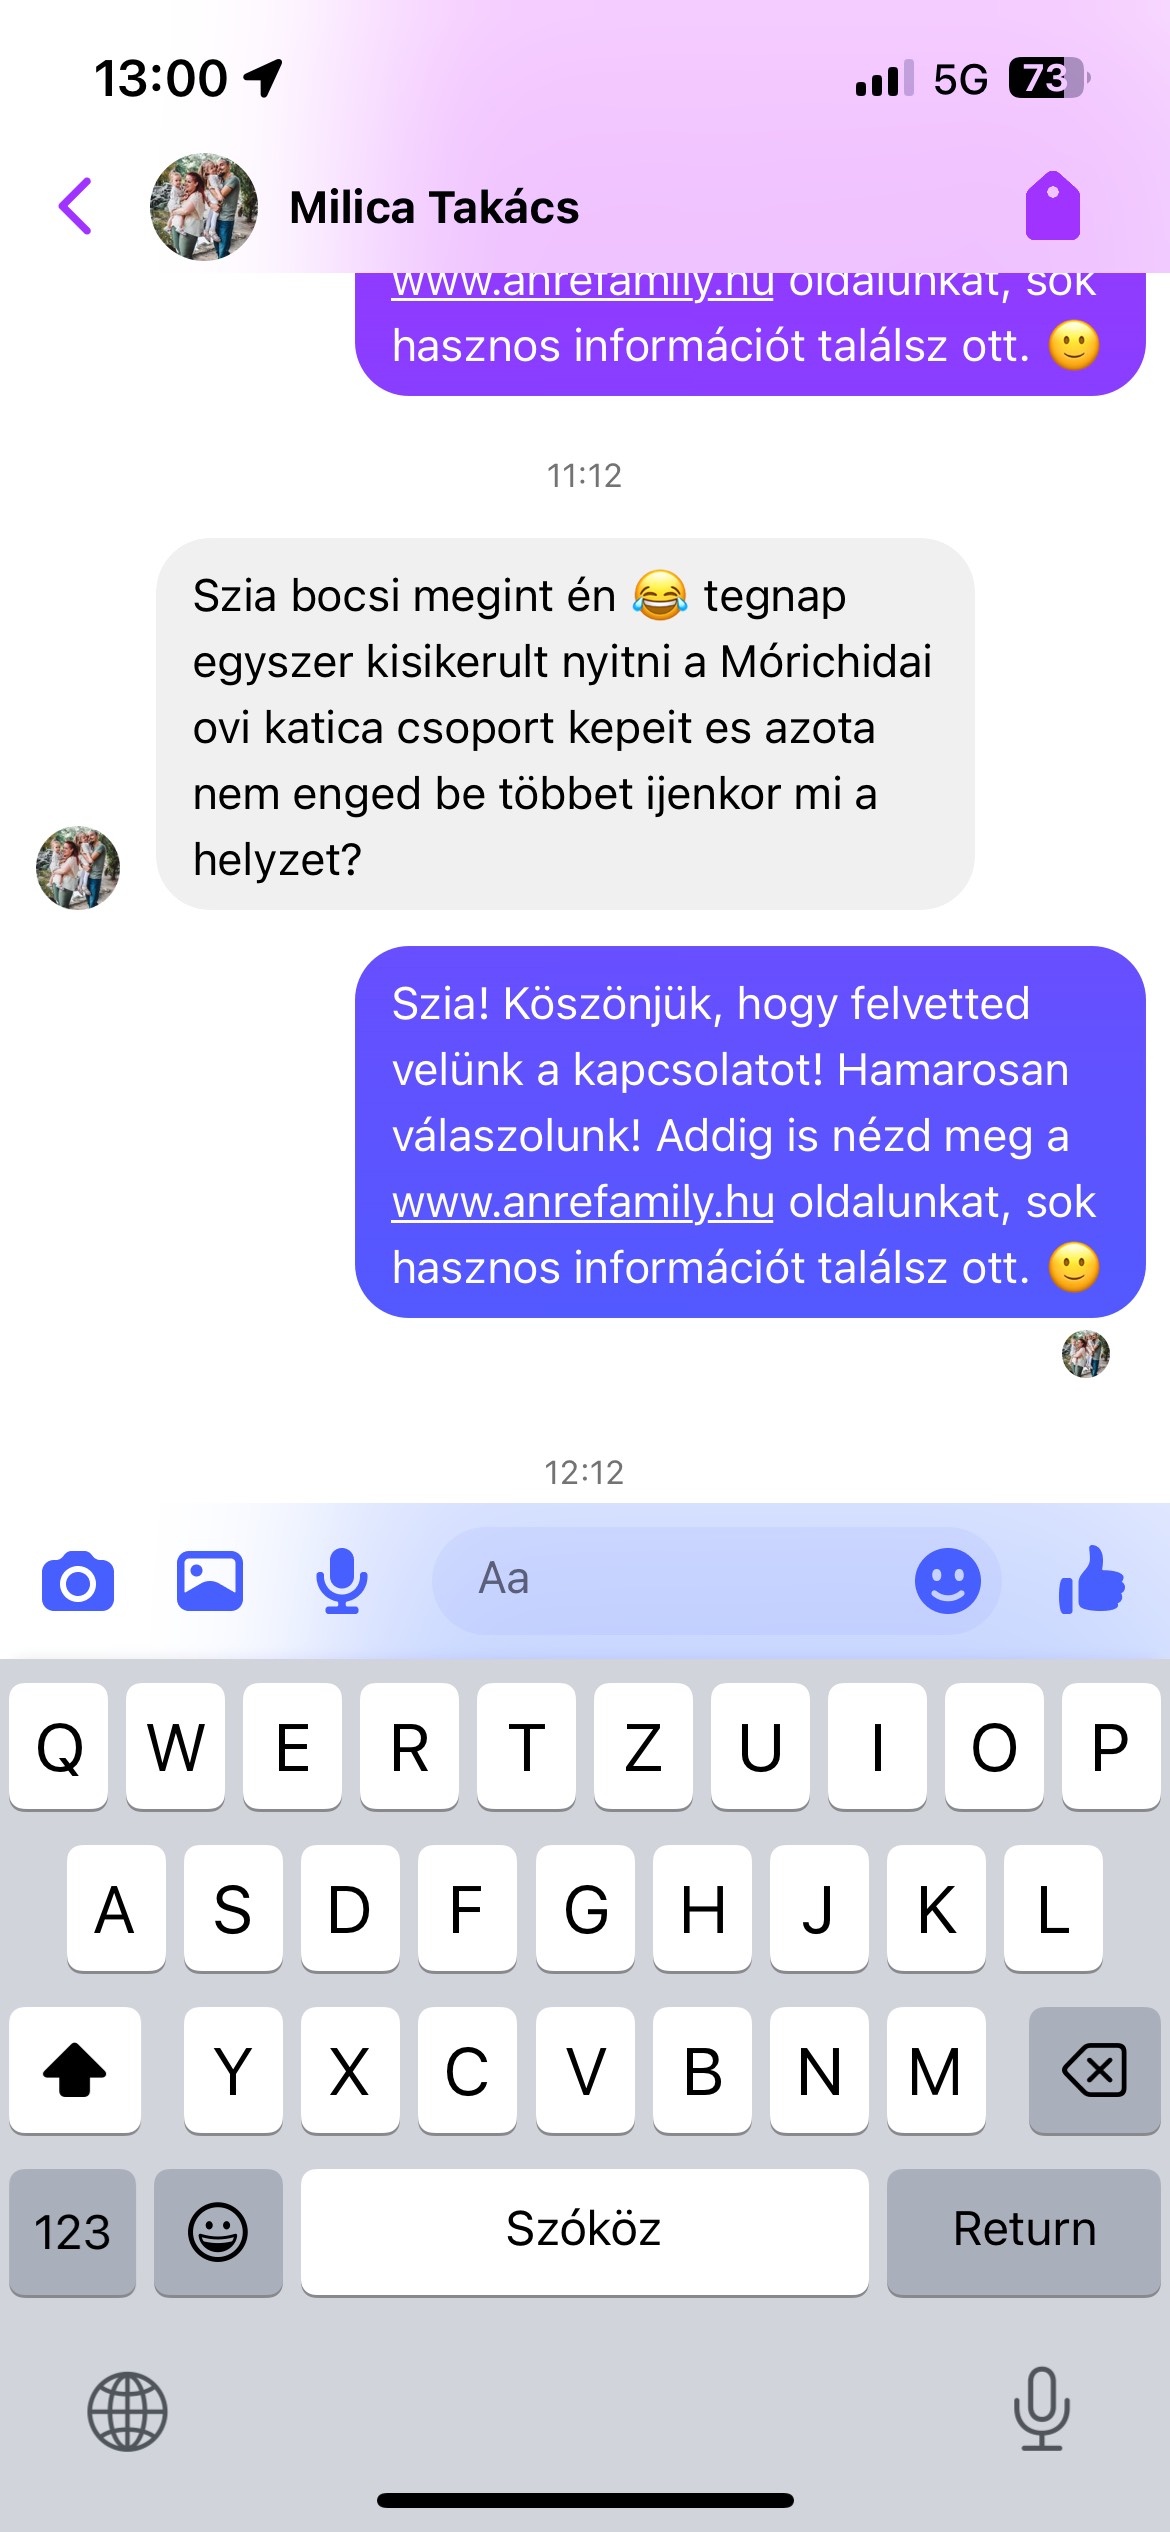 13:00
5G 73
Milica Takács
www.anrefamily.hu oldalunkat, sok
hasznos információt találsz ott. 🙂
11:12
Szia bocsi megint én 😂 tegnap
egyszer kisikerult nyitni a Mórichidai
ovi katica csoport kepeit es azota
nem enged be többet ijenkor mi a
helyzet?
Szia! Köszönjük, hogy felvetted
velünk a kapcsolatot! Hamarosan
válaszolunk! Addig is nézd meg a
www.anrefamily.hu oldalunkat, sok
hasznos információt találsz ott. 🙂
12:12
Aa
Q W E R T Z U I O P
A S D F G H J K L
Y X C V B N M
123 Szóköz Return